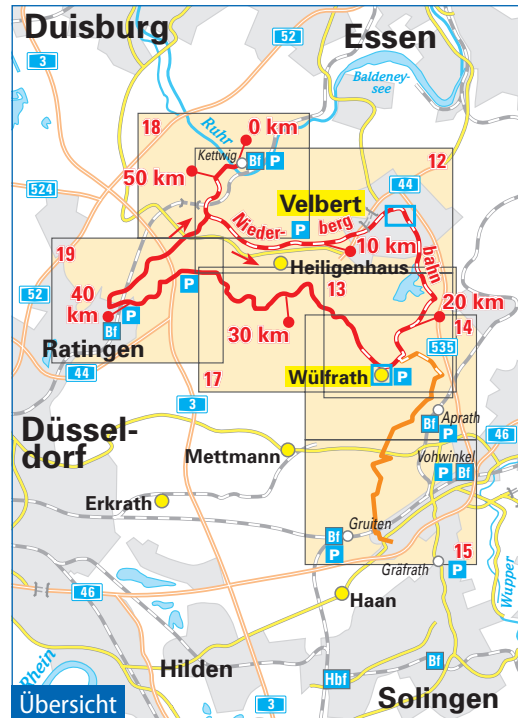 Duisburg
Essen
3
52
Baldeney-
see
18
Ruhr
0 km
Kettwig
Bf
P
12
50 km
44
524
Velbert
Nieder-
berg
bahn
P
10 km
19
Heiligenhaus
13
52
40
km
P
Bf
P
30 km
20 km
14
Ratingen
535
44
17
Wülfrath
P
3
Düssel-
dorf
Aprath
Bf
P
46
Mettmann
Vohwinkel
P
Bf
Erkrath
Gruiten
Bf
P
15
Gräfrath
P
Wupper
46
Haan
Rhein
Hilden
Bf
Hbf
3
Solingen
Übersicht